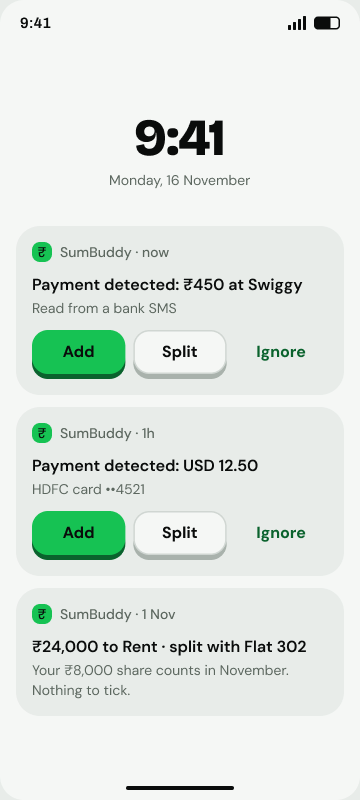 9:41
9:41
Monday, 16 November
₹ SumBuddy · now
Payment detected: ₹450 at Swiggy
Read from a bank SMS
Add Split Ignore
₹ SumBuddy · 1h
Payment detected: USD 12.50
HDFC card ••4521
Add Split Ignore
₹ SumBuddy · 1 Nov
₹24,000 to Rent · split with Flat 302
Your ₹8,000 share counts in November.
Nothing to tick.